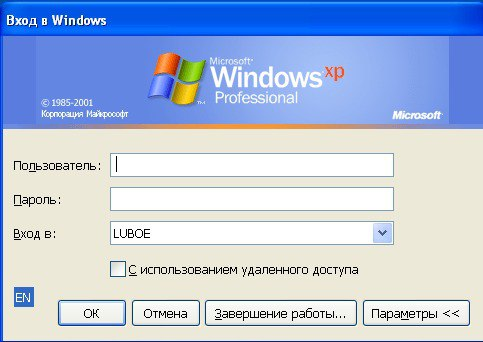 Вход в Windows
Microsoft
Windows xp
Professional
© 1985-2001
Корпорация Майкрософт
Microsoft
Пользователь:
Пароль:
Вход в: LUBOE
С использованием удаленного доступа
EN
ОК Отмена Завершение работы... Параметры <<